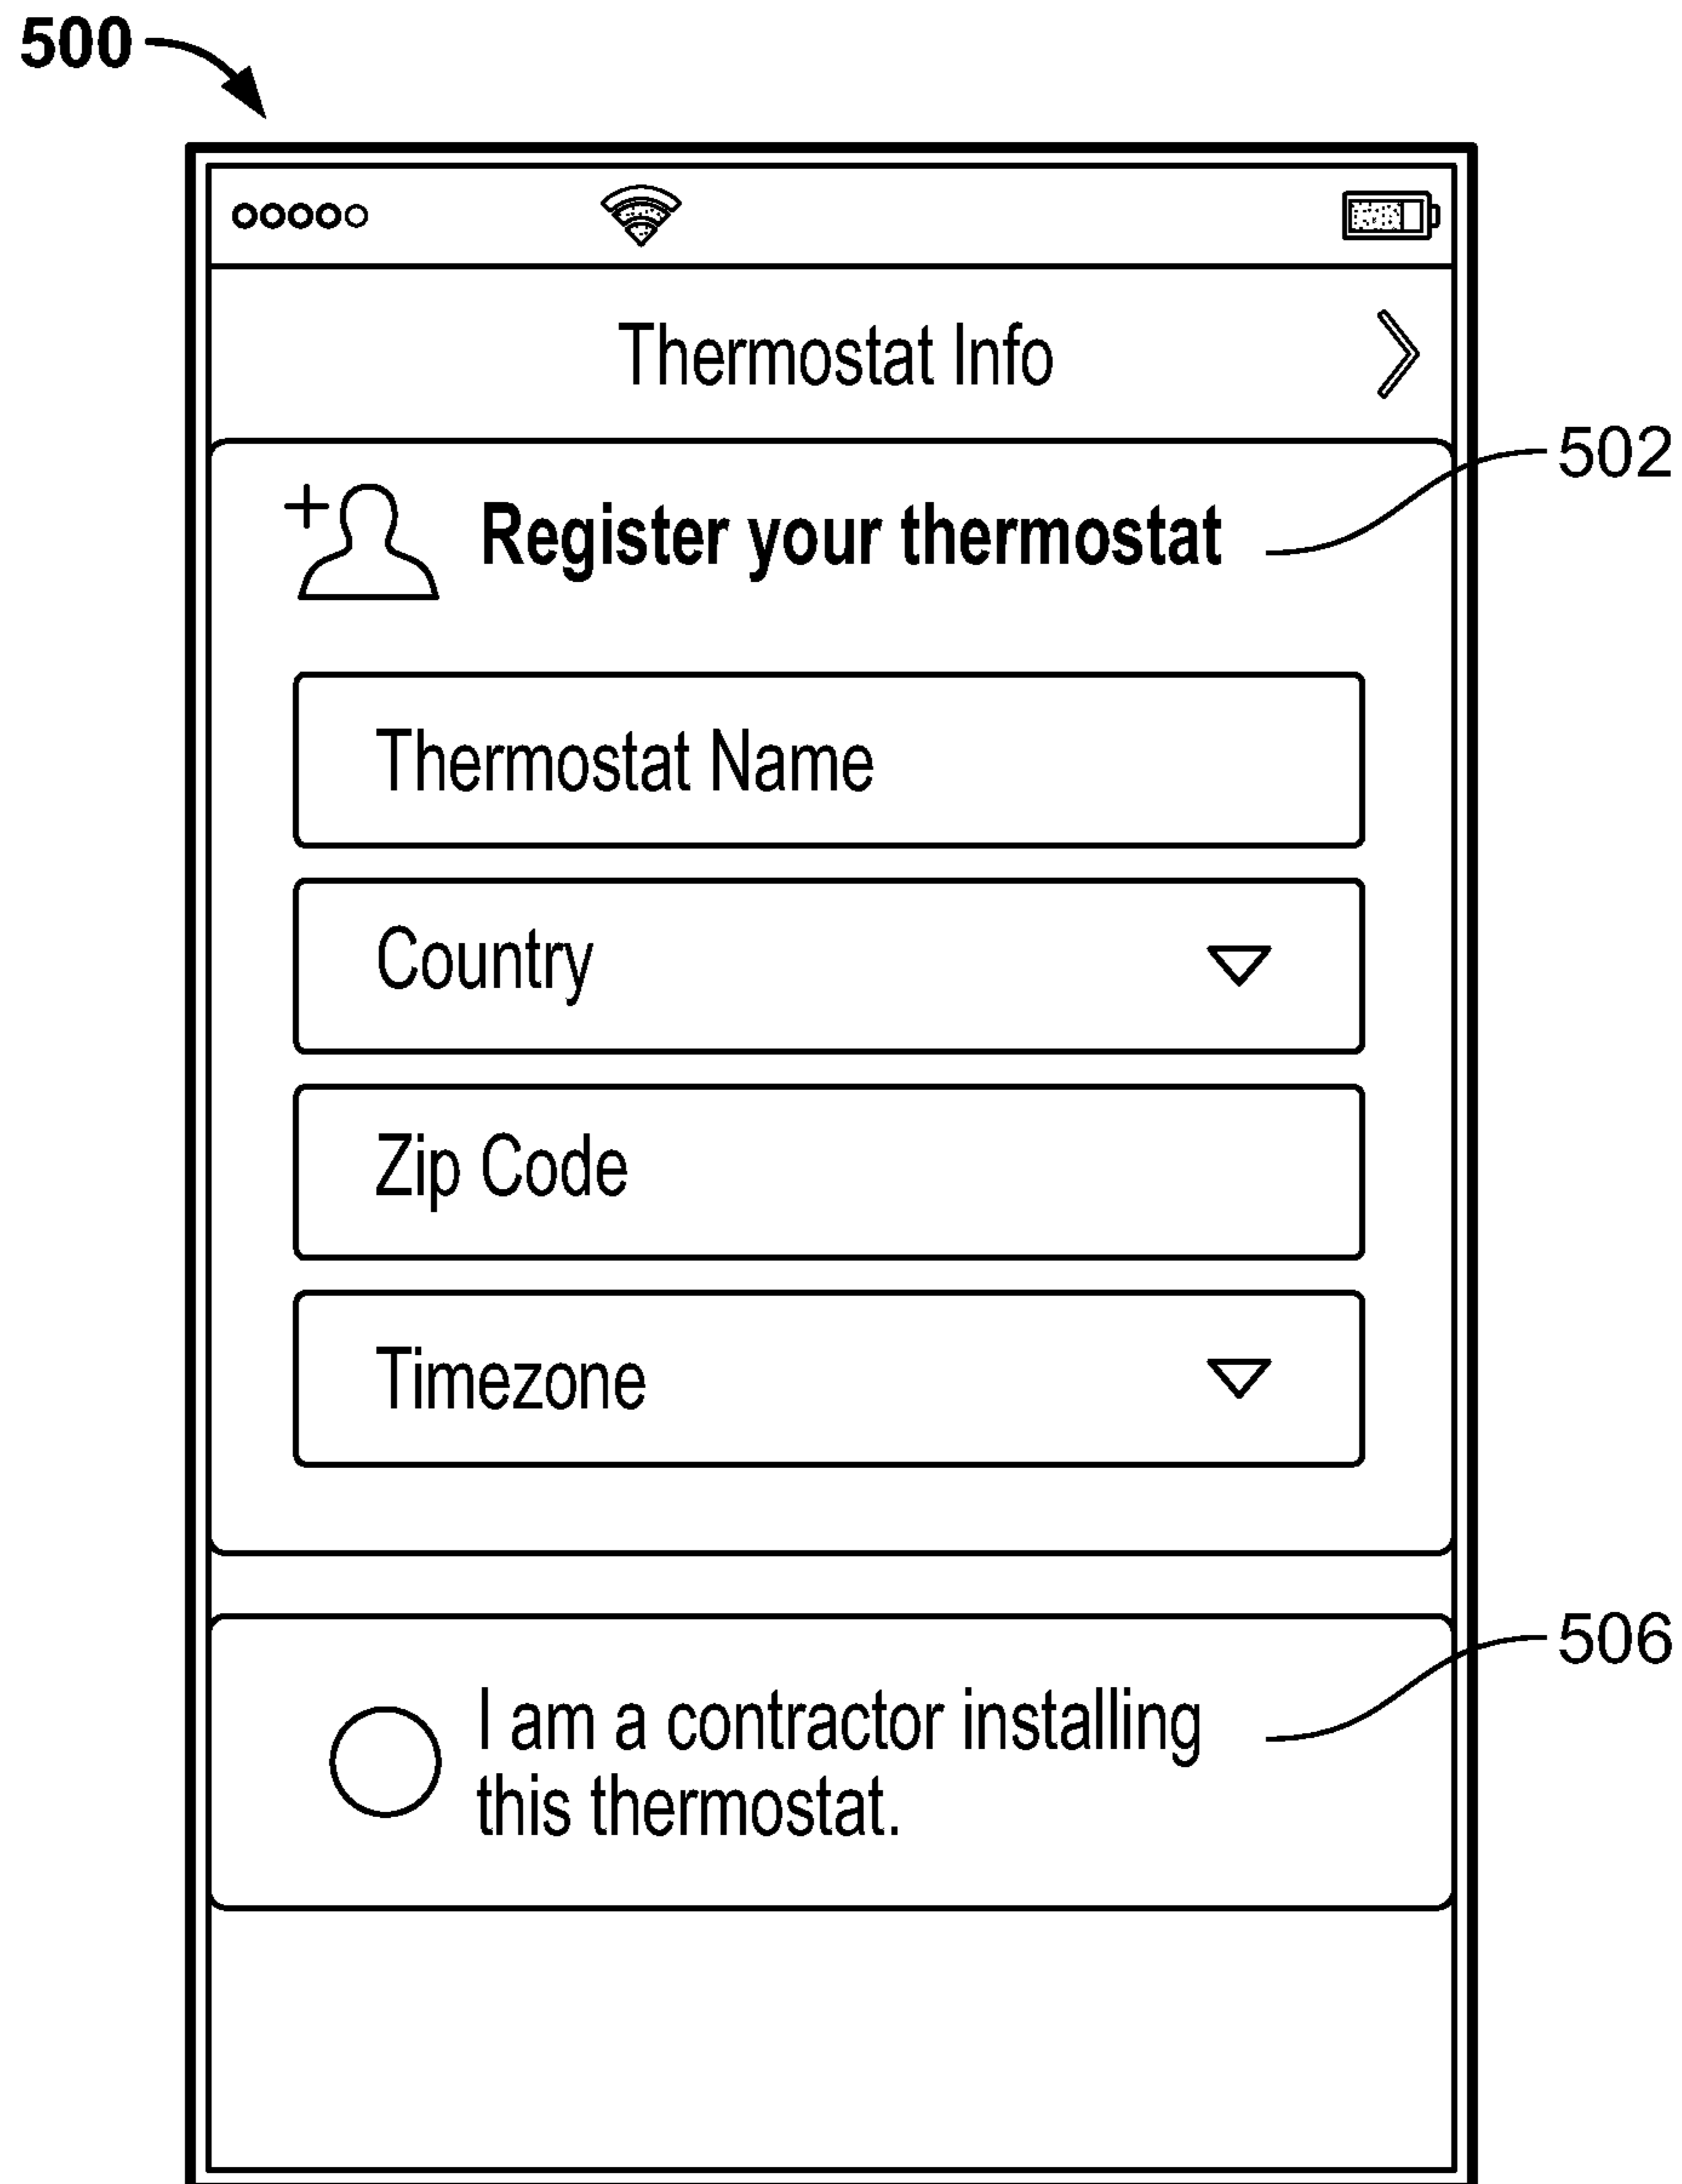 500
Thermostat Info
502
Register your thermostat
Thermostat Name
Country
Zip Code
Timezone
506
I am a contractor installing
this thermostat.